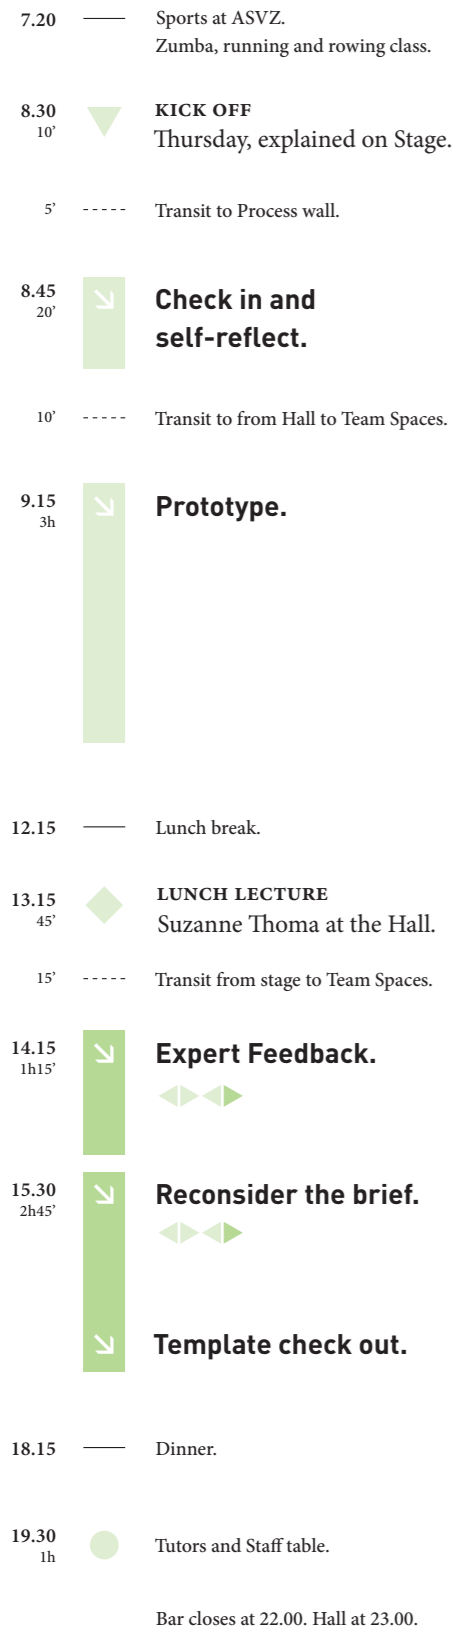 7.20 Sports at ASVZ.
Zumba, running and rowing class.
8.30 KICK OFF
10’ Thursday, explained on Stage.
5’ Transit to Process wall.
8.45 Check in and
20’ self-reflect.
10’ Transit to from Hall to Team Spaces.
9.15 Prototype.
3h
12.15 Lunch break.
13.15 LUNCH LECTURE
45’ Suzanne Thoma at the Hall.
15’ Transit from stage to Team Spaces.
14.15 Expert Feedback.
1h15’
15.30 Reconsider the brief.
2h45’
Template check out.
18.15 Dinner.
19.30 Tutors and Staff table.
1h
Bar closes at 22.00. Hall at 23.00.